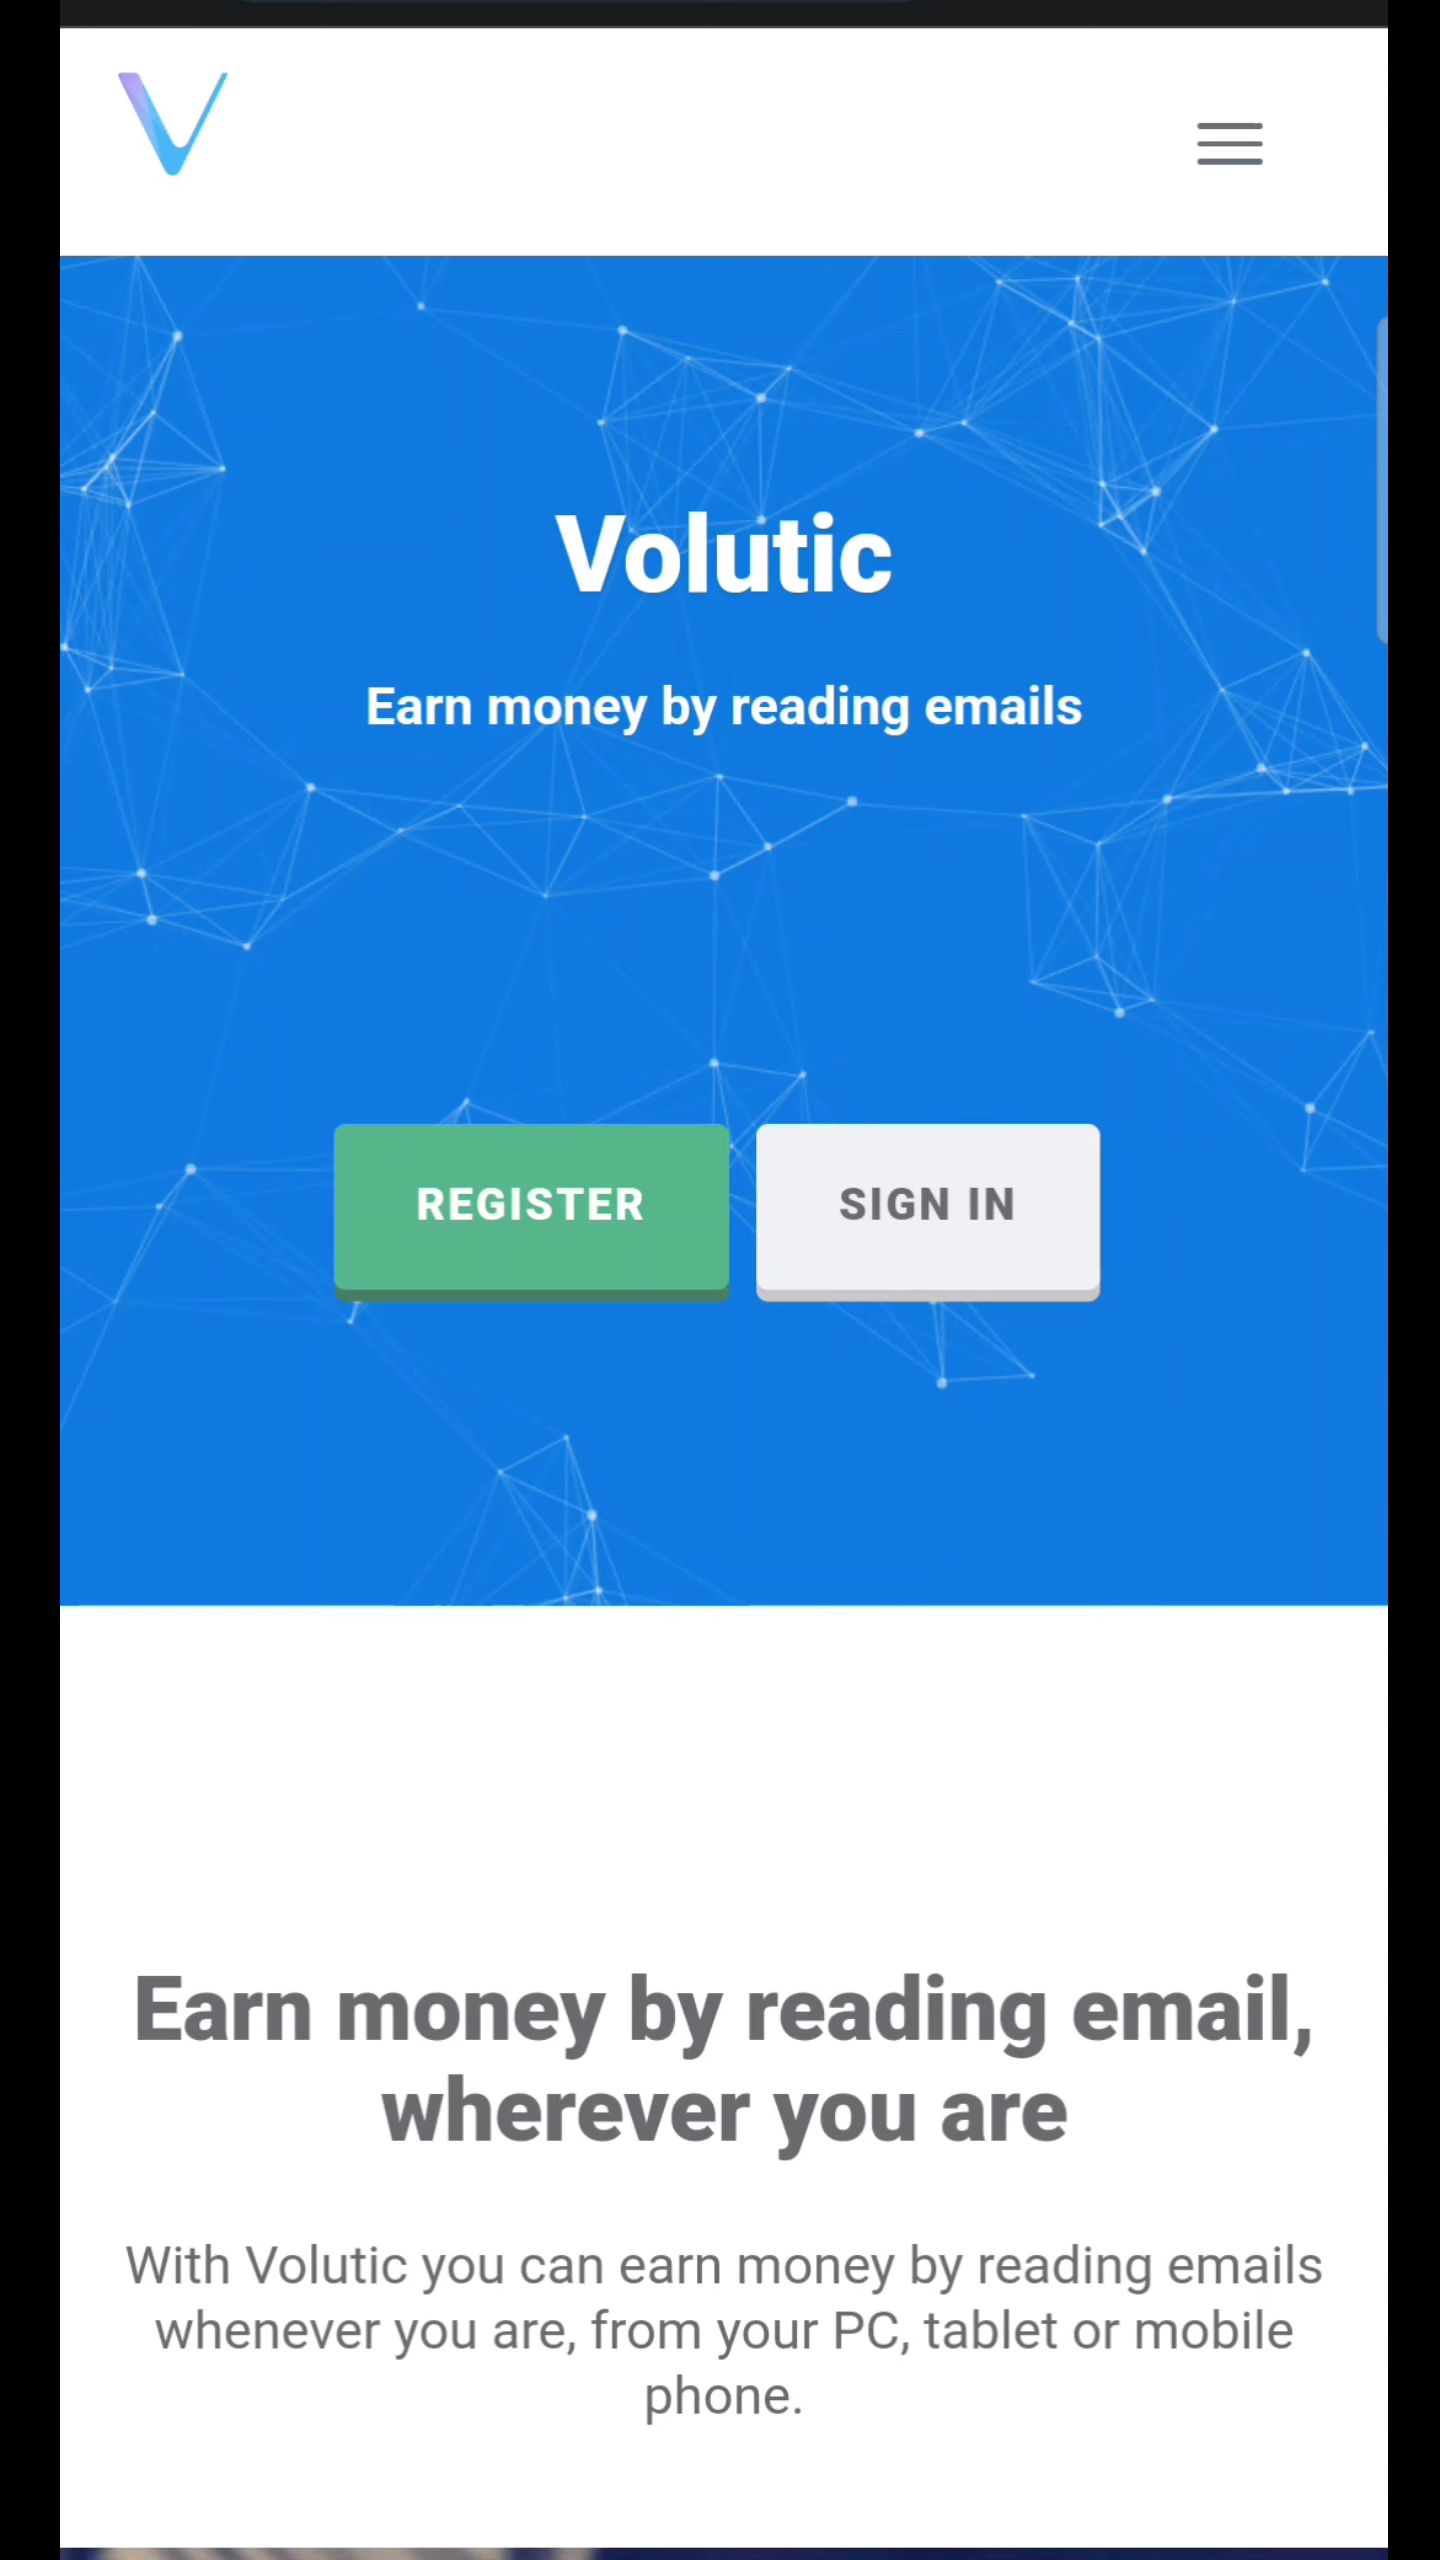 Volutic
Earn money by reading emails
REGISTER
SIGN IN
Earn money by reading email,
wherever you are
With Volutic you can earn money by reading emails
whenever you are, from your PC, tablet or mobile
phone.